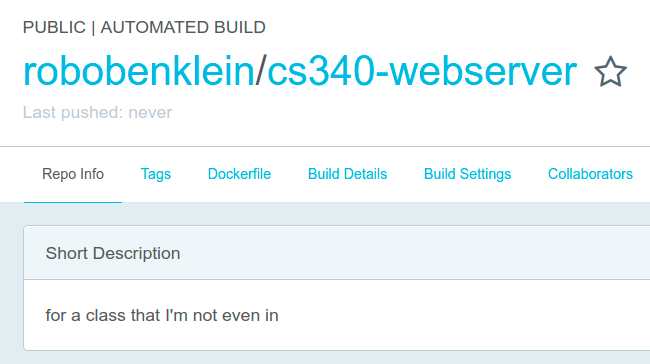 PUBLIC | AUTOMATED BUILD
robobenklein/cs340-webserver
Last pushed: never
Repo Info Tags Dockerfile Build Details Build Settings Collaborators
Short Description
for a class that I'm not even in